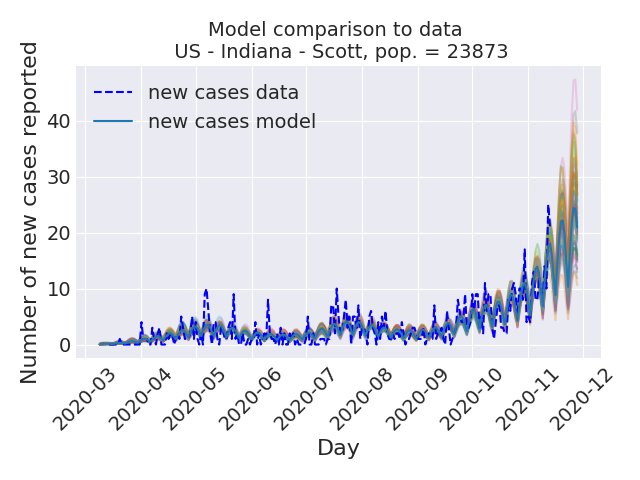 Model comparison to data
US - Indiana - Scott, pop. = 23873
new cases data
new cases model
Number of new cases reported
40
30
20
10
0
2020-03
2020-04
2020-05
2020-06
2020-07
2020-08
2020-09
2020-10
2020-11
2020-12
Day